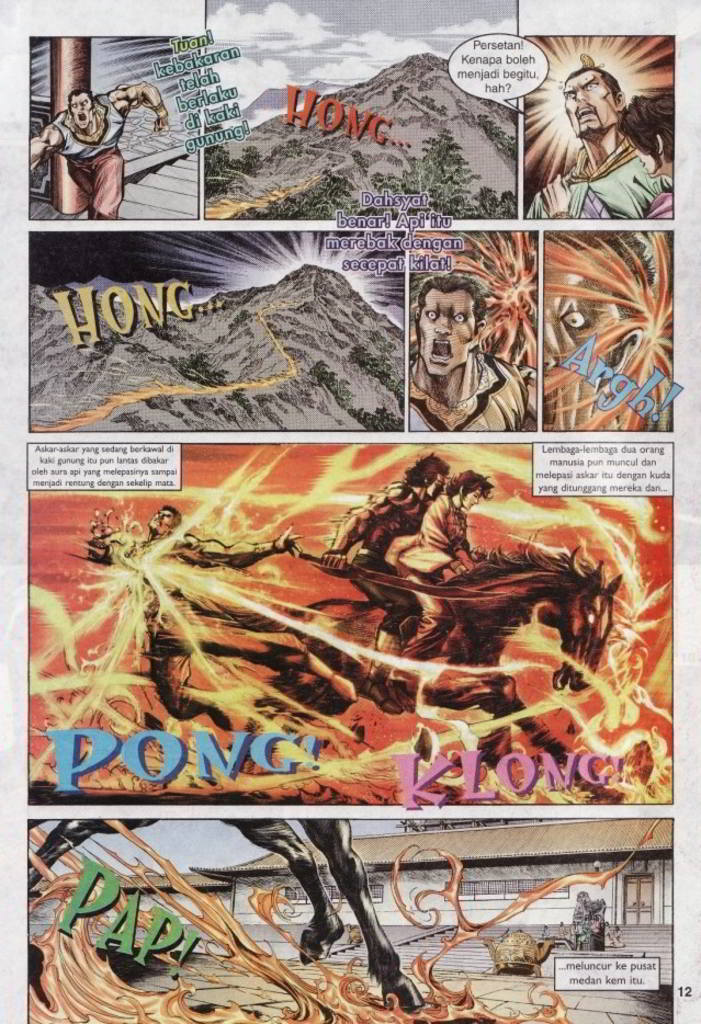 Tuan!
kebakaran
telah
berlaku
di kaki
gunung!
HONG...
Persetan!
Kenapa boleh
menjadi begitu,
hah?
HONG...
Dahsyat
benar! Api itu
merebak dengan
secepat kilat!
Argh!
Askar-askar yang sedang berkawal di
kaki gunung itu pun lantas dibakar
oleh aura api yang melepasinya sampai
menjadi rentung dengan sekelip mata.
Lembaga-lembaga dua orang
manusia pun muncul dan
melepasi askar itu dengan kuda
yang ditunggang mereka dan...
PONG!
KLONG!
PAP!
...meluncur ke pusat
medan kem itu.
12